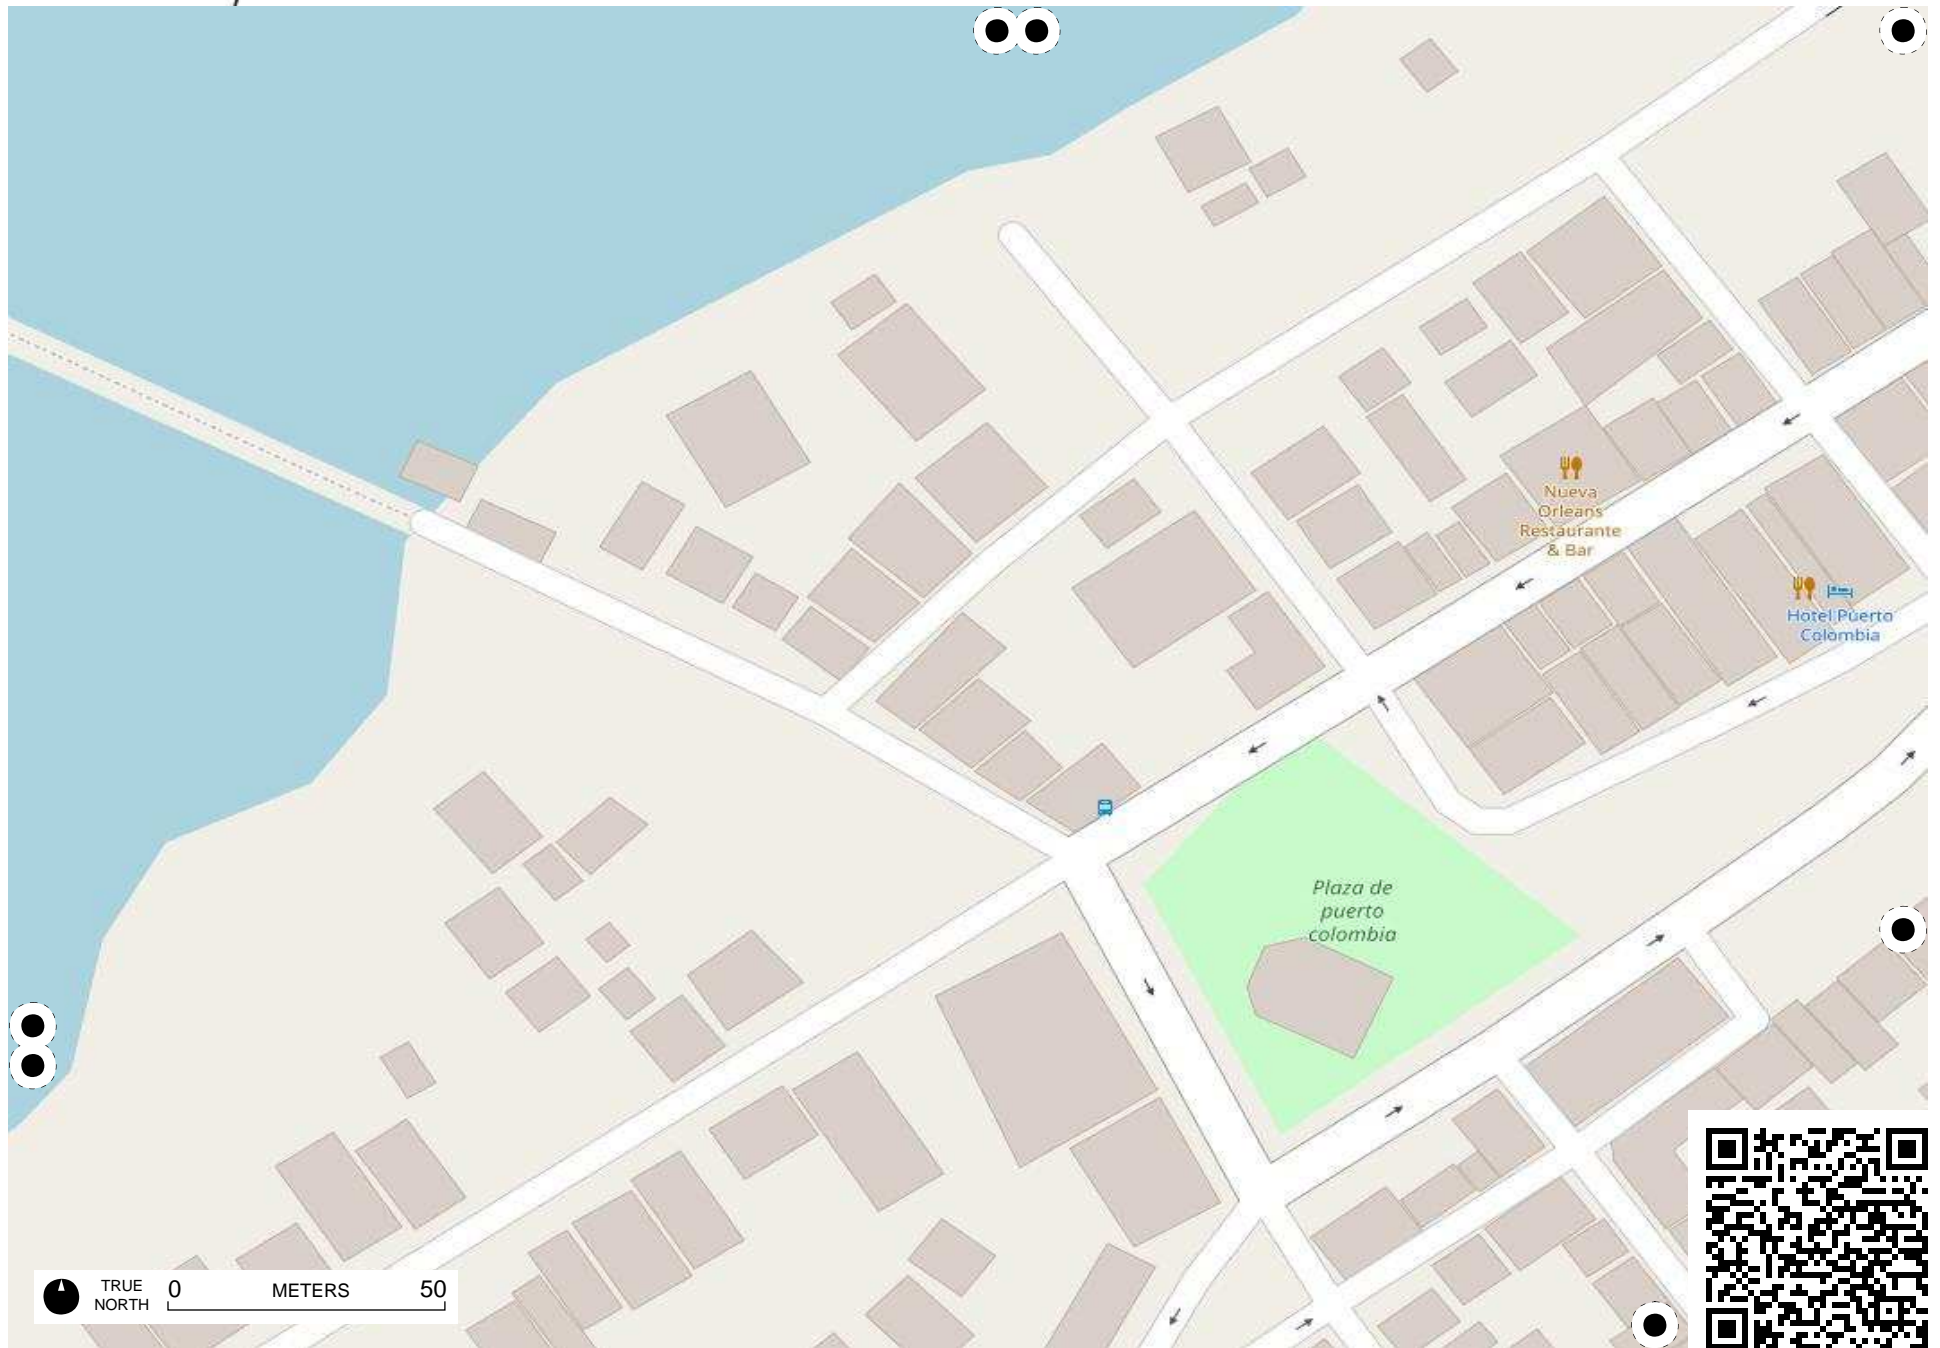 Nueva
Orleans
Restaurante
& Bar
Hotel Puerto
Colombia
Plaza de
puerto
colombia
TRUE
NORTH
0
METERS
50